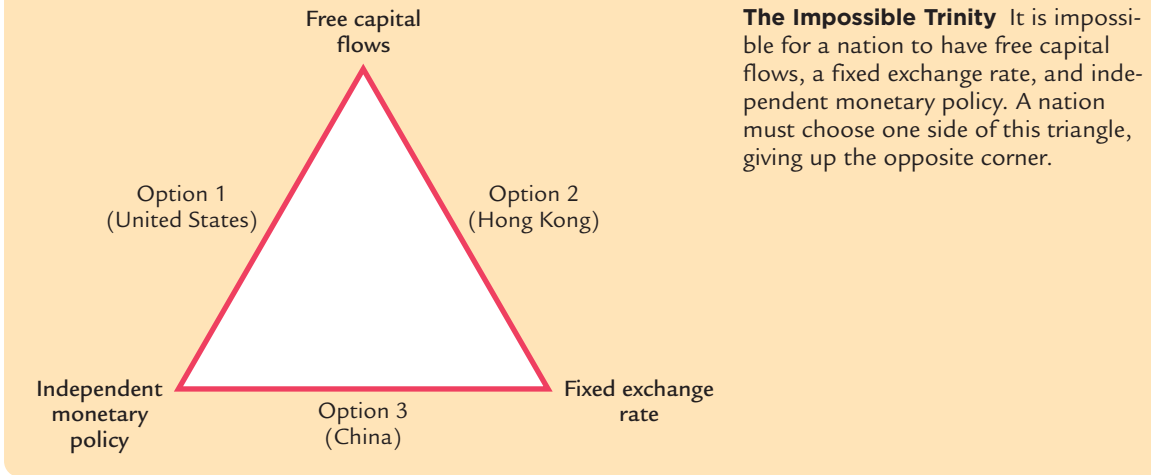 Free capital
flows
The Impossible Trinity It is impossi-
ble for a nation to have free capital
flows, a fixed exchange rate, and inde-
pendent monetary policy. A nation
must choose one side of this triangle,
giving up the opposite corner.
Option 1
(United States)
Option 2
(Hong Kong)
Independent
monetary
policy
Option 3
(China)
Fixed exchange
rate